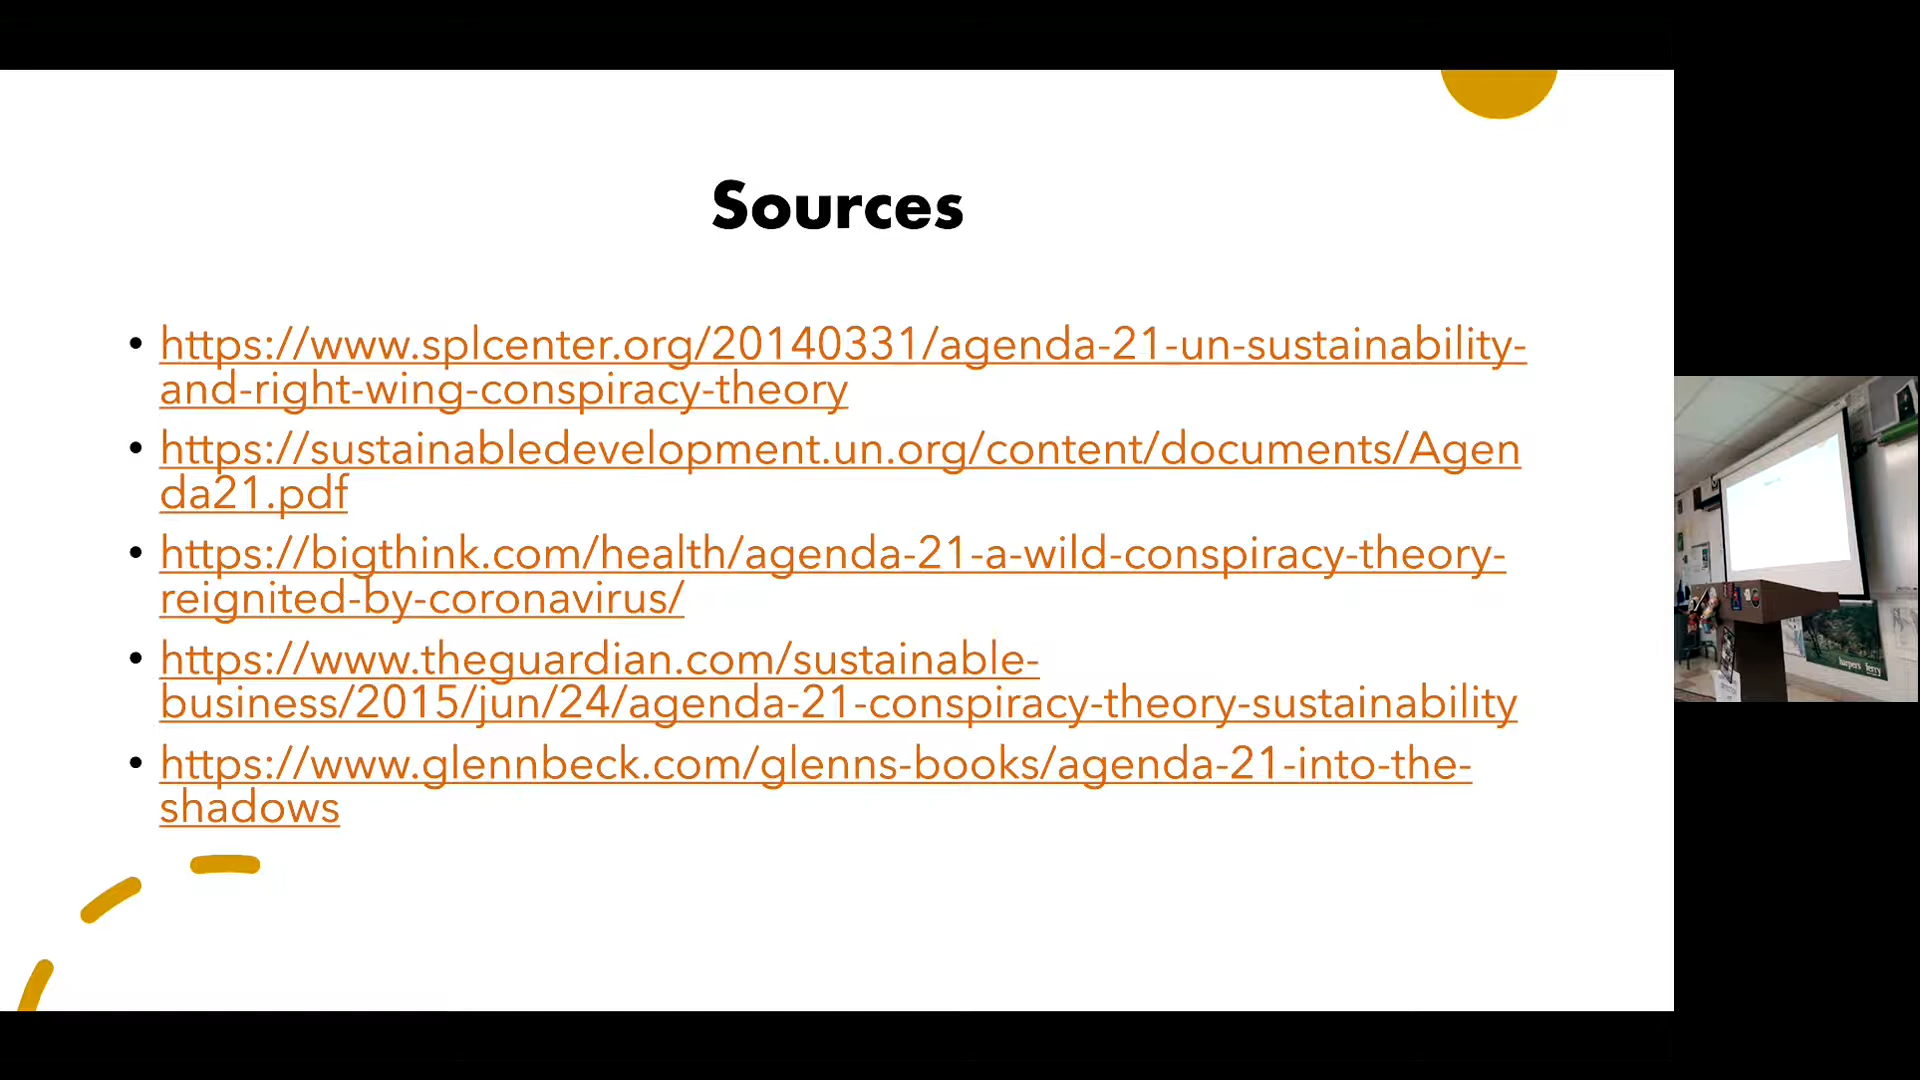 Sources
• https://www.splcenter.org/20140331/agenda-21-un-sustainability-
and-right-wing-conspiracy-theory
• https://sustainabledevelopment.un.org/content/documents/Agen
da21.pdf
• https://bigthink.com/health/agenda-21-a-wild-conspiracy-theory-
reignited-by-coronavirus/
• https://www.theguardian.com/sustainable-
business/2015/jun/24/agenda-21-conspiracy-theory-sustainability
• https://www.glennbeck.com/glenns-books/agenda-21-into-the-
shadows
harpers ferry